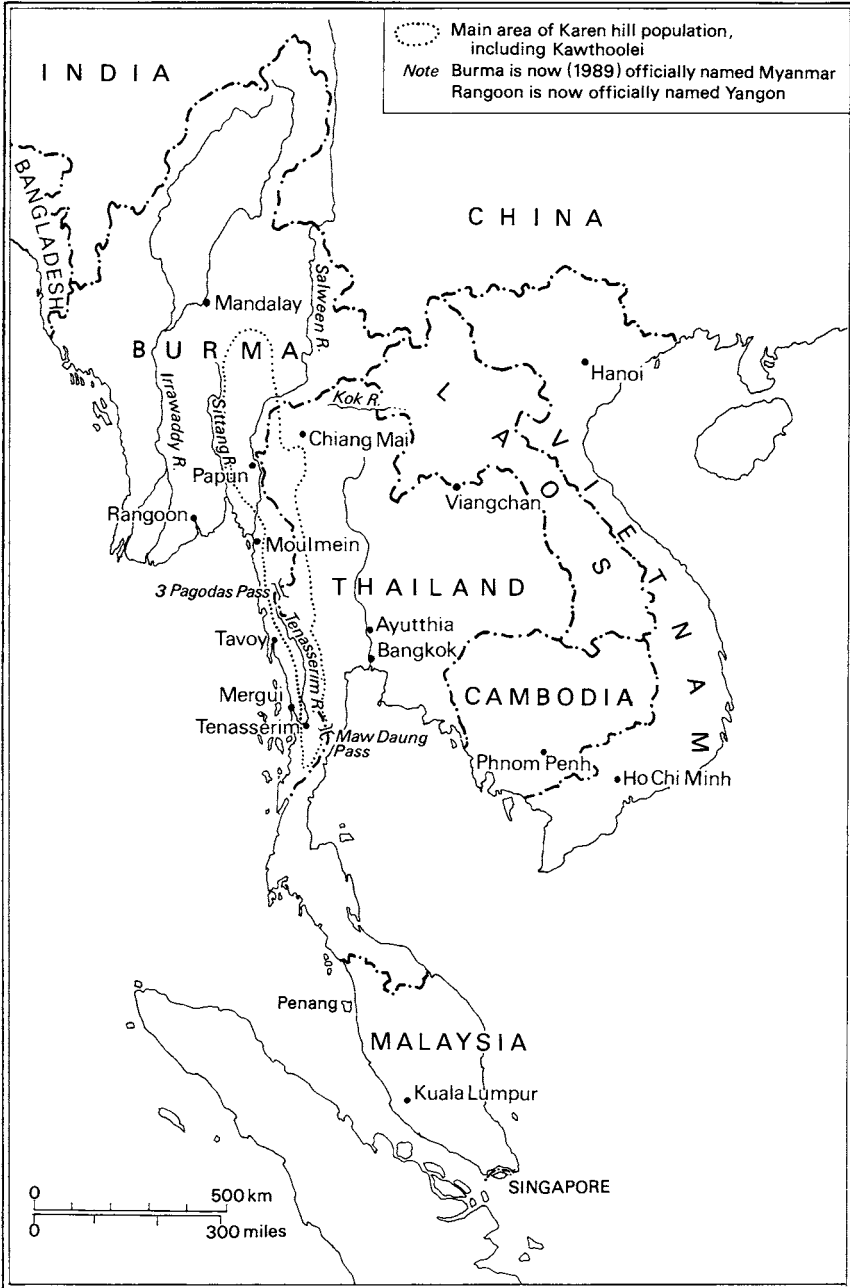 Main area of Karen hill population,
including Kawthoolei
Note Burma is now (1989) officially named Myanmar
Rangoon is now officially named Yangon
INDIA
BANGLADESH
CHINA
Salween R.
Mandalay
BURMA
Hanoi
Irrawaddy R.
Sittang R.
Kok R.
LAOS
VIETNAM
Chiang Mai
Papun
Viangchan
Rangoon
Moulmein
THAILAND
3 Pagodas Pass
Tenasserim R.
Ayutthia
Tavoy
Bangkok
CAMBODIA
Mergui
Tenasserim
Maw Daung
Pass
Phnom Penh
Ho Chi Minh
Penang
MALAYSIA
Kuala Lumpur
SINGAPORE
0 500 km
0 300 miles